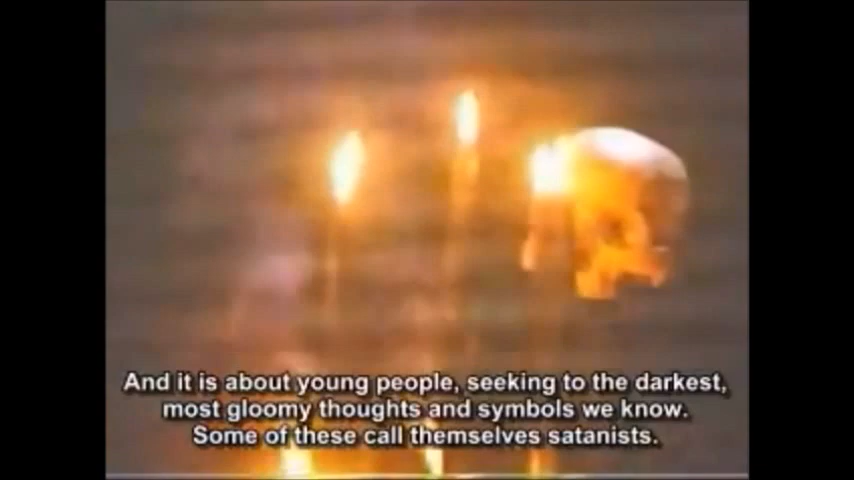 And it is about young people, seeking to the darkest,
most gloomy thoughts and symbols we know.
Some of these call themselves satanists.